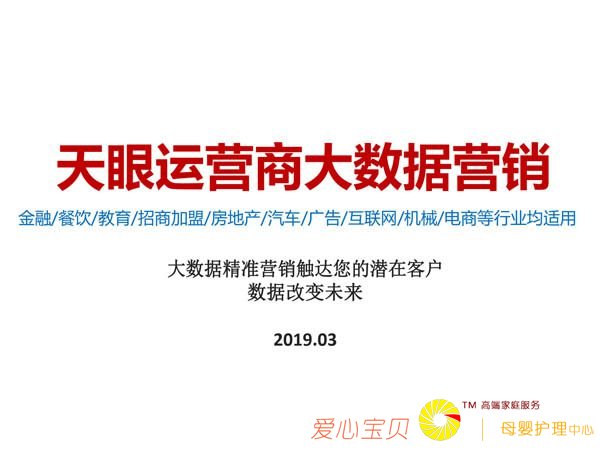 天眼运营商大数据营销
金融/餐饮/教育/招商加盟/房地产/汽车/广告/互联网/机械/电商等行业均适用
大数据精准营销触达您的潜在客户
数据改变未来
2019.03
TM 高端家庭服务
爱心宝贝 | 母婴护理中心